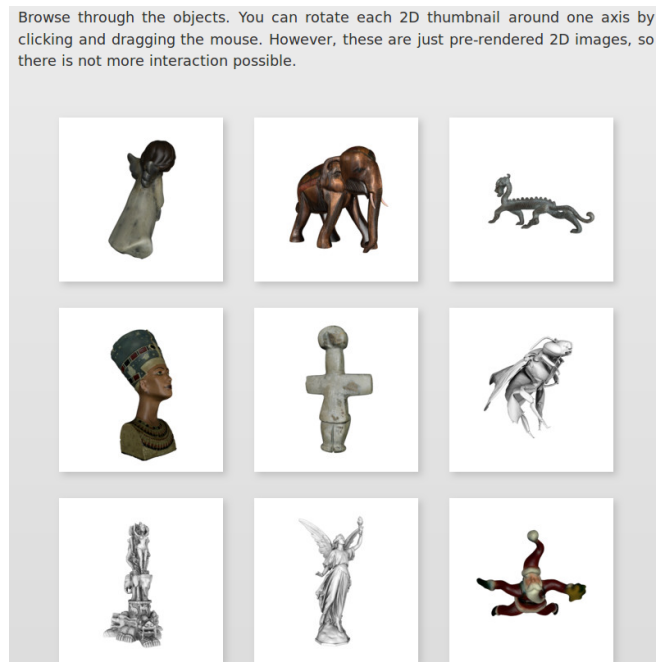 Browse through the objects. You can rotate each 2D thumbnail around one axis by
clicking and dragging the mouse. However, these are just pre-rendered 2D images, so
there is not more interaction possible.